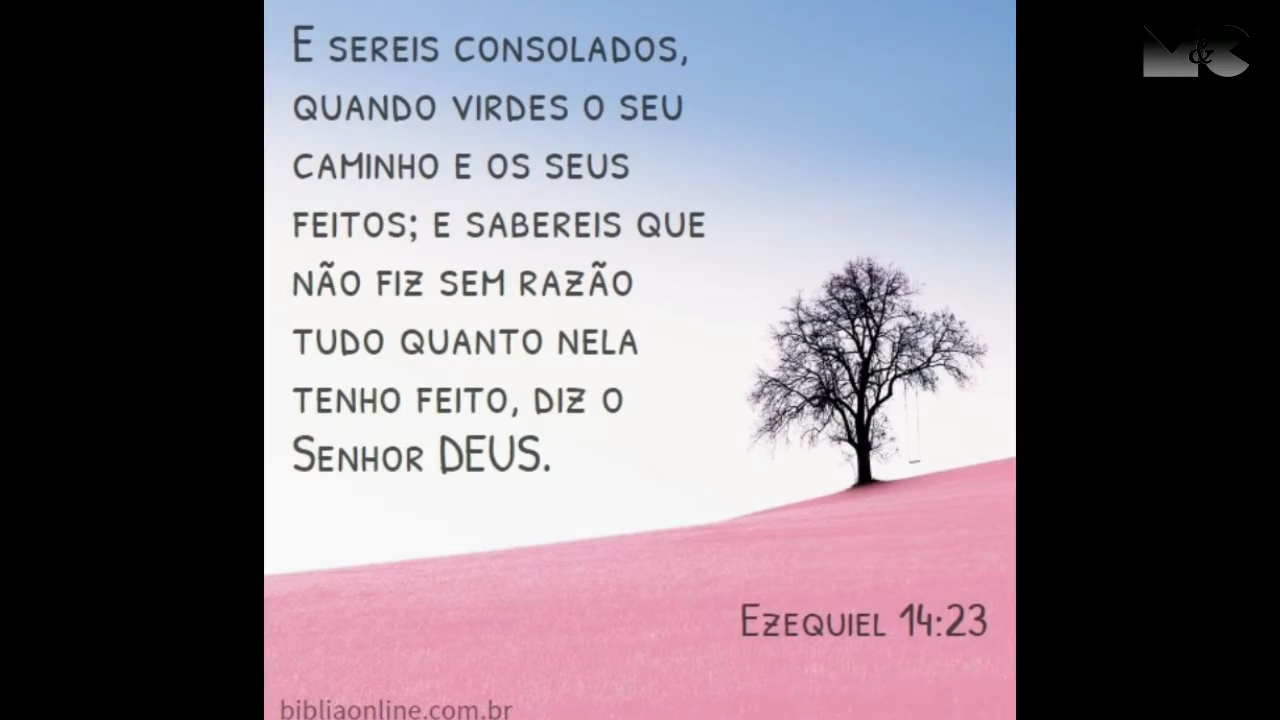 E sereis consolados,
quando virdes o seu
caminho e os seus
feitos; e sabereis que
não fiz sem razão
tudo quanto nela
tenho feito, diz o
Senhor DEUS.
Ezequiel 14:23
bibliaonline.com.br
M&C